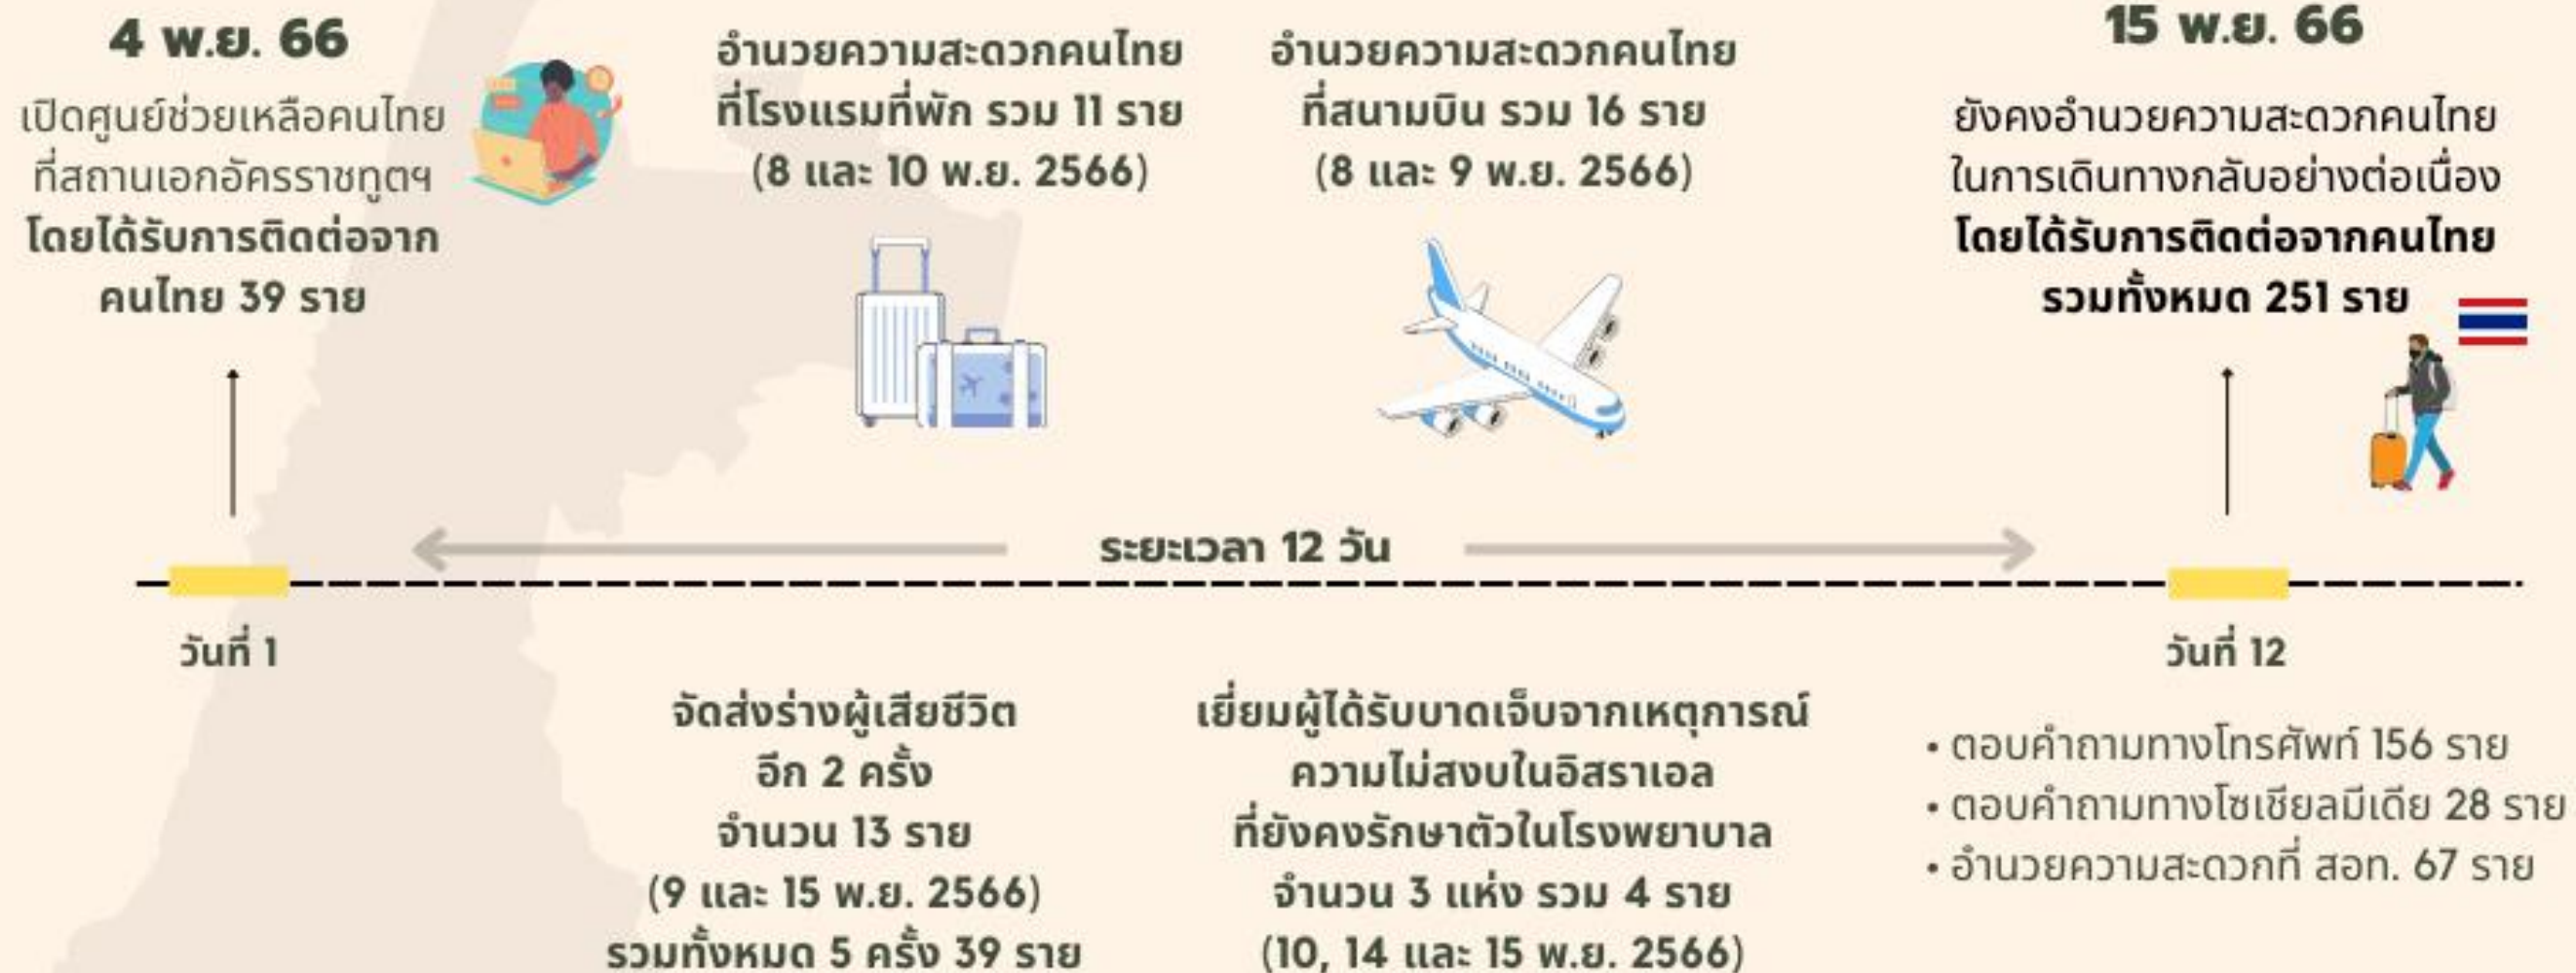 4 พ.ย. 66
เปิดศูนย์ช่วยเหลือคนไทย
ที่สถานเอกอัครราชทูตฯ
โดยได้รับการติดต่อจาก
คนไทย 39 ราย
อำนวยความสะดวกคนไทย
ที่โรงแรมที่พัก รวม 11 ราย
(8 และ 10 พ.ย. 2566)
อำนวยความสะดวกคนไทย
ที่สนามบิน รวม 16 ราย
(8 และ 9 พ.ย. 2566)
15 พ.ย. 66
ยังคงอำนวยความสะดวกคนไทย
ในการเดินทางกลับอย่างต่อเนื่อง
โดยได้รับการติดต่อจากคนไทย
รวมทั้งหมด 251 ราย
ระยะเวลา 12 วัน
วันที่ 1
วันที่ 12
จัดส่งร่างผู้เสียชีวิต
อีก 2 ครั้ง
จำนวน 13 ราย
(9 และ 15 พ.ย. 2566)
รวมทั้งหมด 5 ครั้ง 39 ราย
เยี่ยมผู้ได้รับบาดเจ็บจากเหตุการณ์
ความไม่สงบในอิสราเอล
ที่ยังคงรักษาตัวในโรงพยาบาล
จำนวน 3 แห่ง รวม 4 ราย
(10, 14 และ 15 พ.ย. 2566)
• ตอบคำถามทางโทรศัพท์ 156 ราย
• ตอบคำถามทางโซเชียลมีเดีย 28 ราย
• อำนวยความสะดวกที่ สอท. 67 ราย